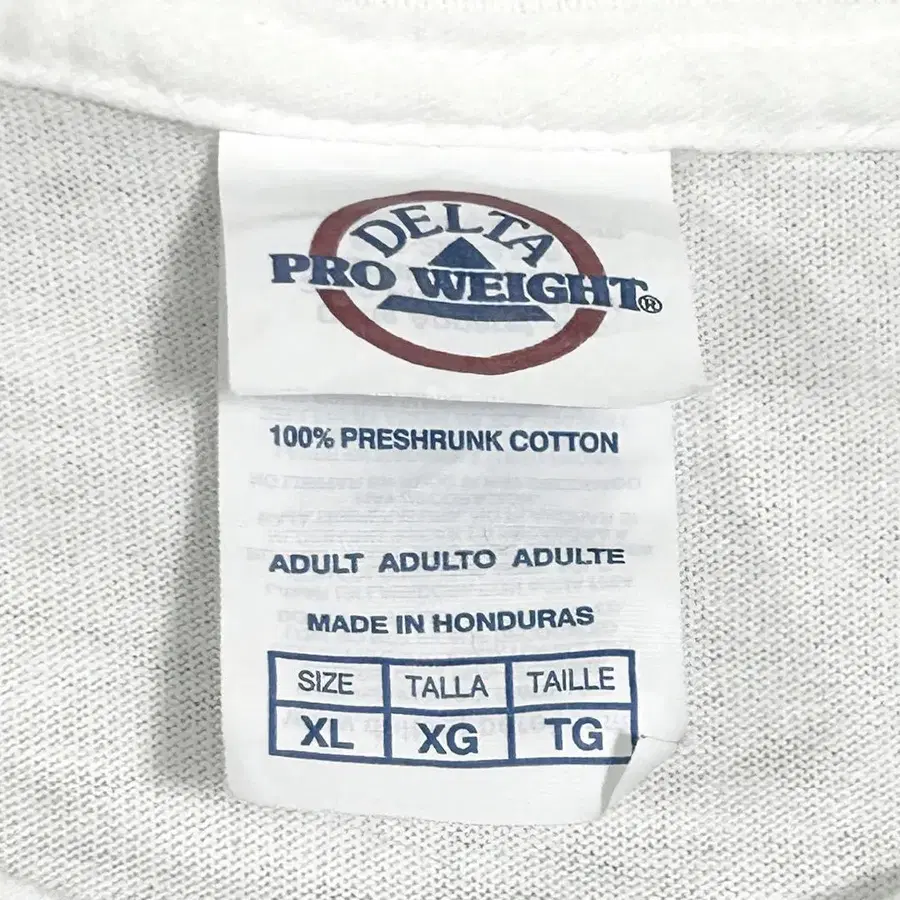 DELTA
PRO WEIGHT®
100% PRESHRUNK COTTON
ADULT ADULTO ADULTE
MADE IN HONDURAS
SIZE TALLA TAILLE
XL XG TG